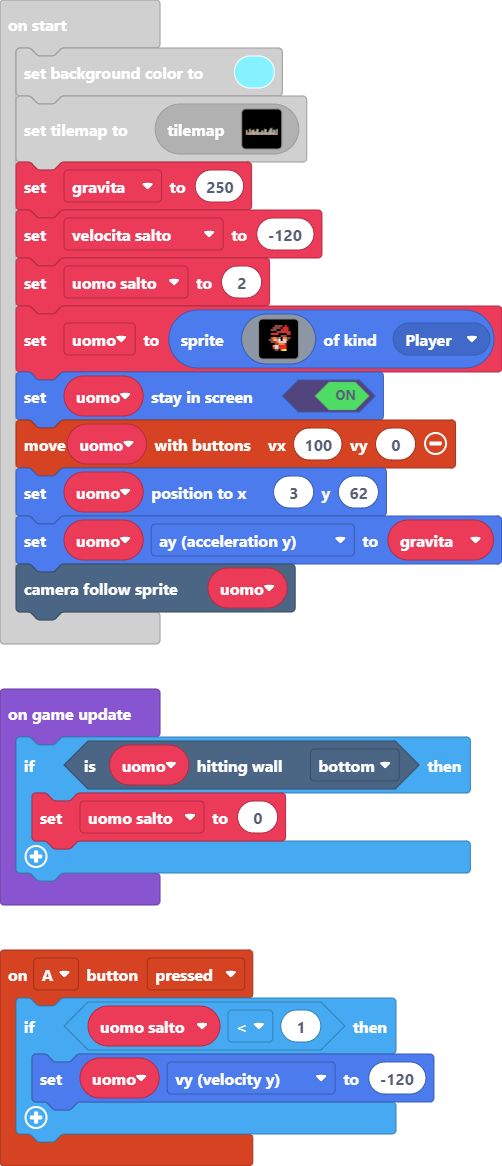 on start
set background color to
set tilemap to tilemap
set gravita to 250
set velocita salto to -120
set uomo salto to 2
set uomo to sprite of kind Player
set uomo stay in screen ON
move uomo with buttons vx 100 vy 0
set uomo position to x 3 y 62
set uomo ay (acceleration y) to gravita
camera follow sprite uomo
on game update
if is uomo hitting wall bottom then
set uomo salto to 0
on A button pressed
if uomo salto < 1 then
set uomo vy (velocity y) to -120